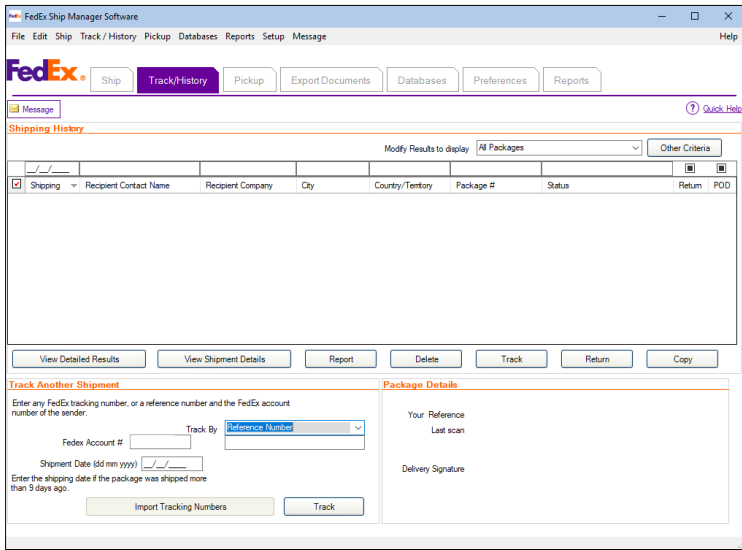 FedEx FedEx Ship Manager Software
File Edit Ship Track / History Pickup Databases Reports Setup Message Help
FedEx® Ship Track/History Pickup Export Documents Databases Preferences Reports
Message ? Quick Help
Shipping History
Modify Results to display All Packages Other Criteria
__/__/____
Shipping Recipient Contact Name Recipient Company City Country/Territory Package # Status Return POD
View Detailed Results View Shipment Details Report Delete Track Return Copy
Track Another Shipment
Enter any FedEx tracking number, or a reference number and the FedEx account
number of the sender.
Track By Reference Number
Fedex Account #
Shipment Date (dd mm yyyy) __/__/____
Enter the shipping date if the package was shipped more
than 9 days ago.
Import Tracking Numbers Track
Package Details
Your Reference
Last scan
Delivery Signature